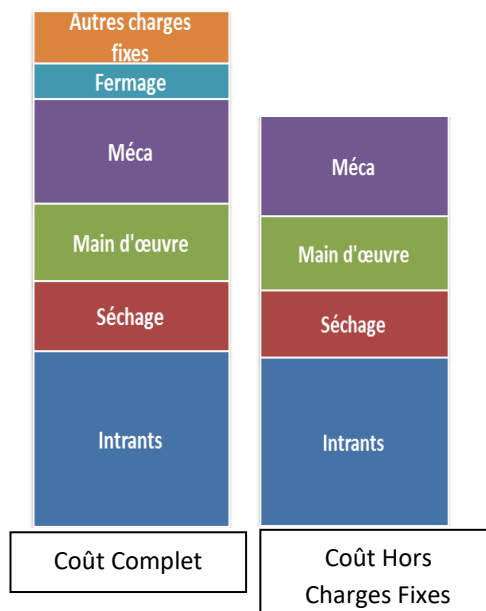 Autres charges
fixes
Fermage
Méca
Main d'œuvre
Séchage
Intrants
Coût Complet
Méca
Main d'œuvre
Séchage
Intrants
Coût Hors
Charges Fixes